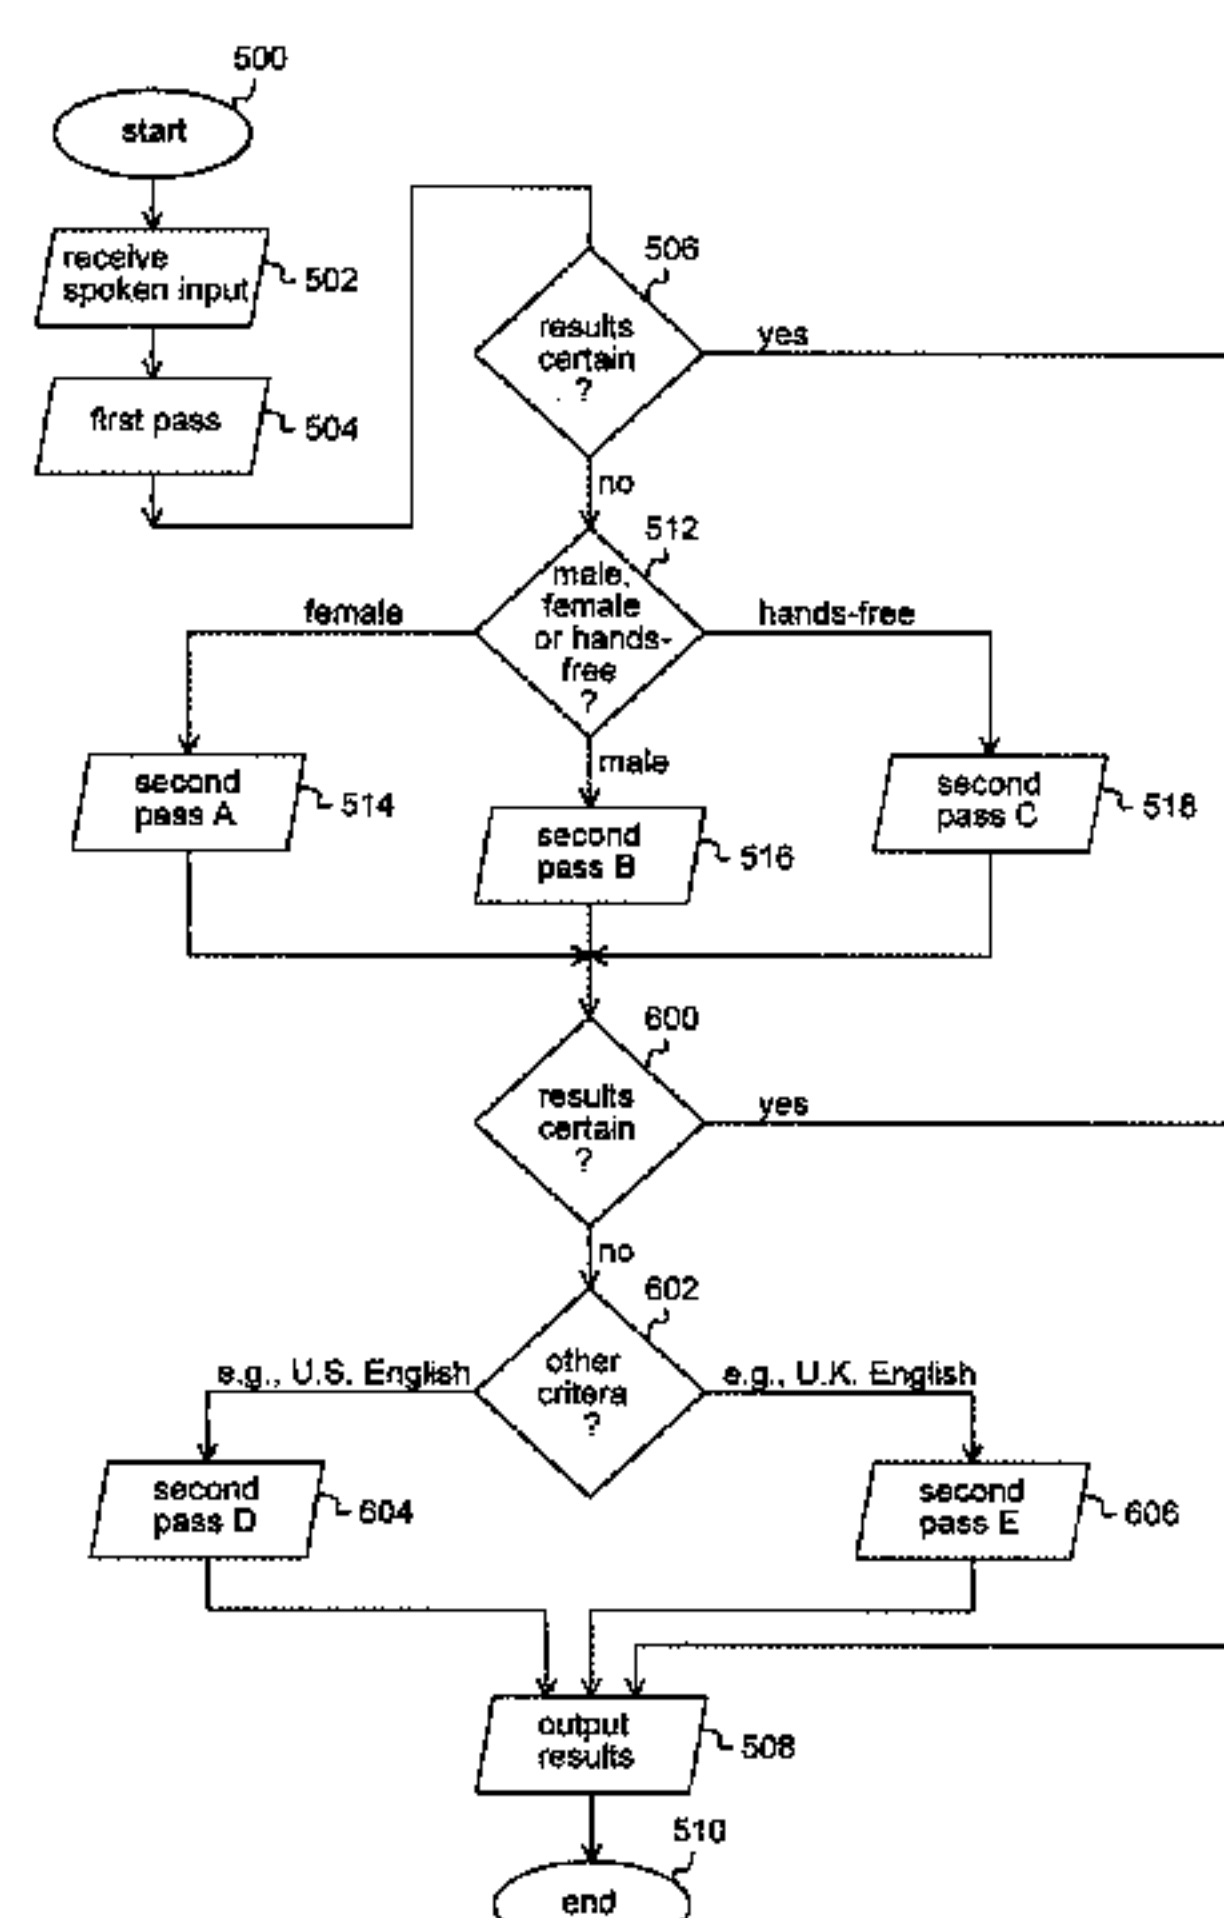 500
start
receive
spoken input
502
first pass
504
506
results
certain
?
yes
no
512
male,
female
or hands-
free
?
female
hands-free
male
second
pass A
514
second
pass B
516
second
pass C
518
600
results
certain
?
yes
no
602
other
critera
?
e.g., U.S. English
e.g., U.K. English
second
pass D
604
second
pass E
606
output
results
508
510
end